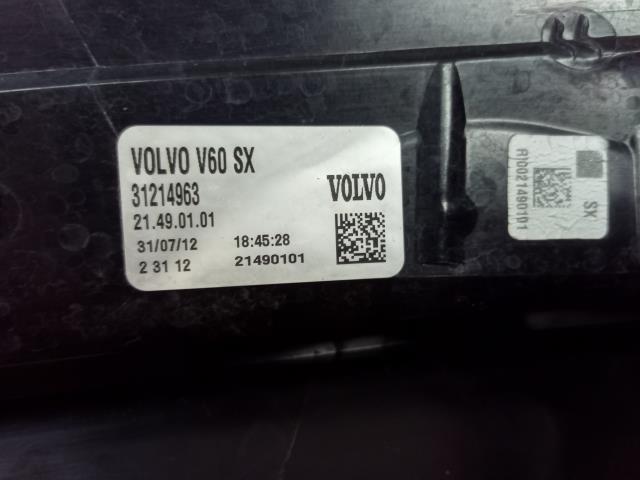 VOLVO V60 SX
31214963
VOLVO
21.49.01.01
31/07/12 18:45:28
2 31 12 21490101
A10021490101
SX